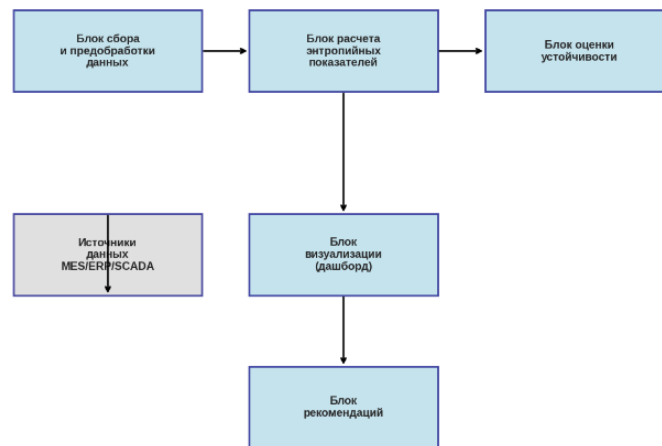 Блок сбора
и предобработки
данных
Блок расчета
энтропийных
показателей
Блок оценки
устойчивости
Источники
данных
MES/ERP/SCADA
Блок
визуализации
(дашборд)
Блок
рекомендаций